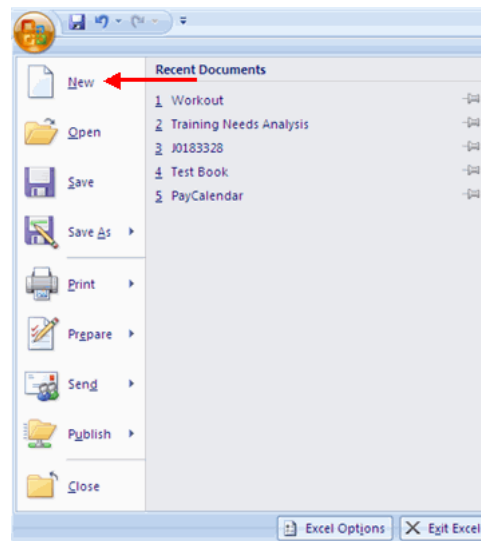 New
Open
Save
Save As
Print
Prepare
Send
Publish
Close
Recent Documents
1 Workout
2 Training Needs Analysis
3 J0183328
4 Test Book
5 PayCalendar
Excel Options
Exit Excel